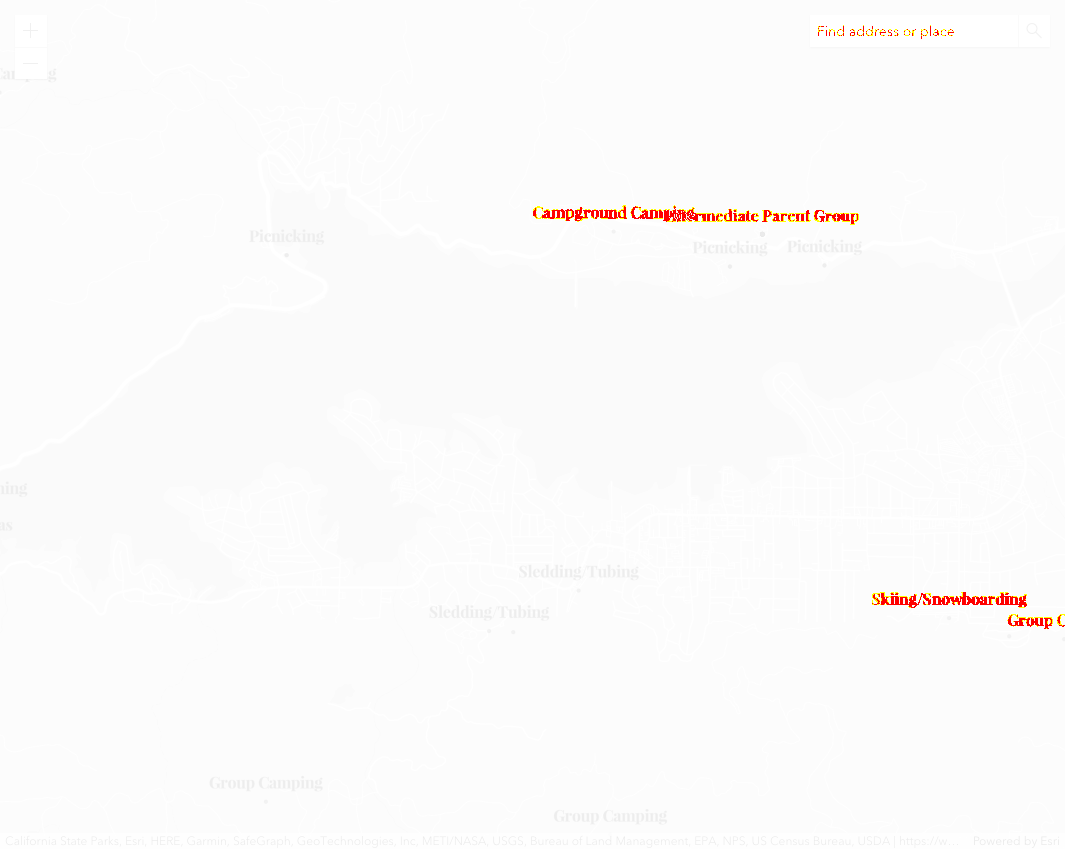 +
Find address or place
−
Campground Camping
Parent Group
Picnicking
Picnicking
Picnicking
Sledding/Tubing
Skiing/Snowboarding
Sledding/Tubing
Group
Group Camping
Group Camping
California State Parks, Esri, HERE, Garmin, SafeGraph, GeoTechnologies, Inc, METI/NASA, USGS, Bureau of Land Management, EPA, NPS, US Census Bureau, USDA | https://w... Powered by Esri